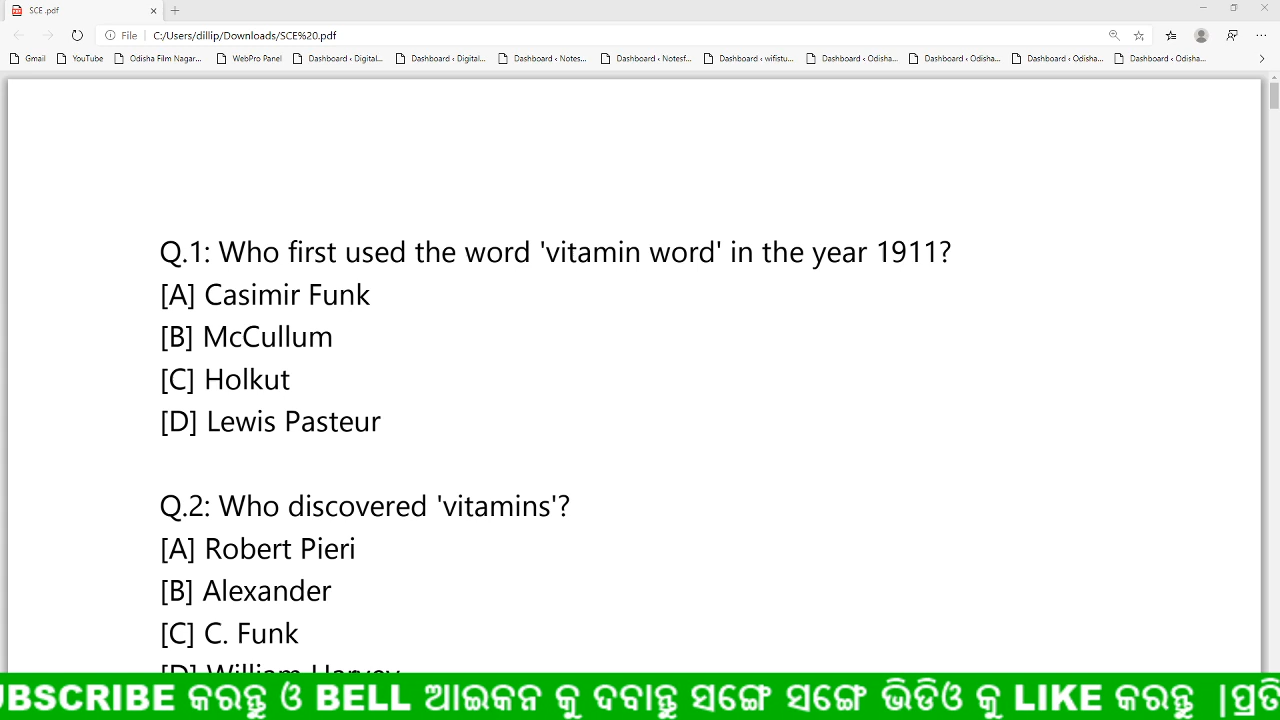 SCE .pdf
File C:/Users/dillip/Downloads/SCE%20.pdf
Gmail YouTube Odisha Film Nagar... WebPro Panel Dashboard ‹ Digital... Dashboard ‹ Digital... Dashboard ‹ Notes... Dashboard ‹ Notesf... Dashboard ‹ wifistu... Dashboard ‹ Odisha... Dashboard ‹ Odisha... Dashboard ‹ Odisha... Dashboard ‹ Odisha...
Q.1: Who first used the word 'vitamin word' in the year 1911?
[A] Casimir Funk
[B] McCullum
[C] Holkut
[D] Lewis Pasteur
Q.2: Who discovered 'vitamins'?
[A] Robert Pieri
[B] Alexander
[C] C. Funk
[D] William Harvey
UBSCRIBE କରନ୍ତୁ ଓ BELL ଆଇକନ କୁ ଦବାନ୍ତୁ ସଙ୍ଗେ ସଙ୍ଗେ ଭିଡିଓ କୁ LIKE କରନ୍ତୁ |ପ୍ରତି